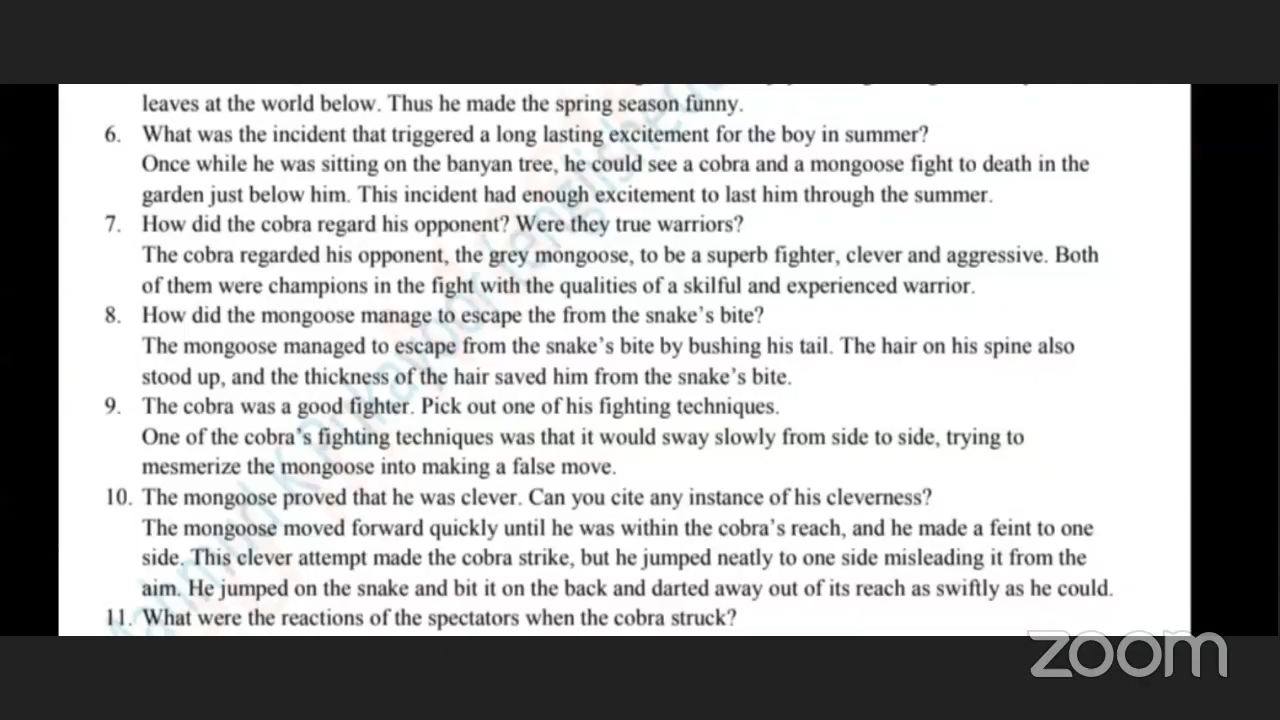 leaves at the world below. Thus he made the spring season funny.
6. What was the incident that triggered a long lasting excitement for the boy in summer?
Once while he was sitting on the banyan tree, he could see a cobra and a mongoose fight to death in the
garden just below him. This incident had enough excitement to last him through the summer.
7. How did the cobra regard his opponent? Were they true warriors?
The cobra regarded his opponent, the grey mongoose, to be a superb fighter, clever and aggressive. Both
of them were champions in the fight with the qualities of a skilful and experienced warrior.
8. How did the mongoose manage to escape the from the snake's bite?
The mongoose managed to escape from the snake's bite by bushing his tail. The hair on his spine also
stood up, and the thickness of the hair saved him from the snake's bite.
9. The cobra was a good fighter. Pick out one of his fighting techniques.
One of the cobra's fighting techniques was that it would sway slowly from side to side, trying to
mesmerize the mongoose into making a false move.
10. The mongoose proved that he was clever. Can you cite any instance of his cleverness?
The mongoose moved forward quickly until he was within the cobra's reach, and he made a feint to one
side. This clever attempt made the cobra strike, but he jumped neatly to one side misleading it from the
aim. He jumped on the snake and bit it on the back and darted away out of its reach as swiftly as he could.
11. What were the reactions of the spectators when the cobra struck?
zoom